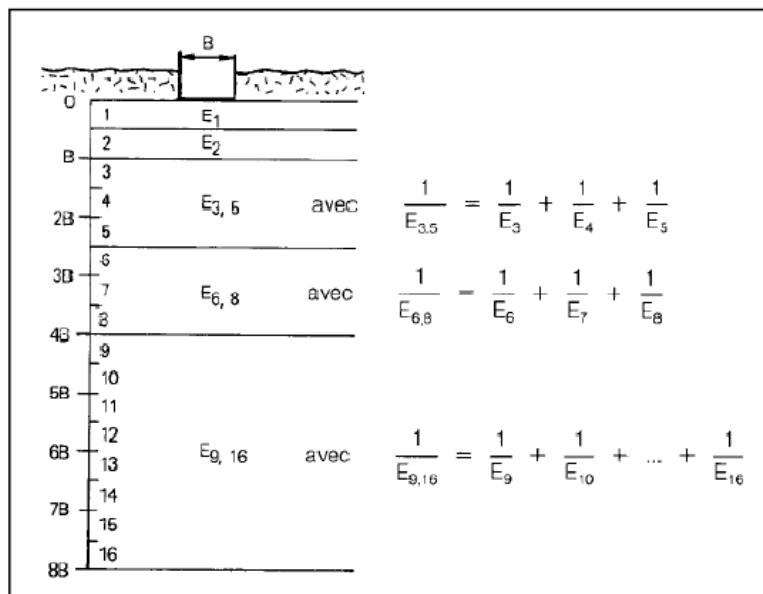 B
0
1 E₁
2 E₂
B
3
4 E₃,₅ avec 1/E₃,₅ = 1/E₃ + 1/E₄ + 1/E₅
2B
5
6
3B
7 E₆,₈ avec 1/E₆,₈ = 1/E₆ + 1/E₇ + 1/E₈
8
4B
9
10
5B
11
12
6B E₉,₁₆ avec 1/E₉,₁₆ = 1/E₉ + 1/E₁₀ + ... + 1/E₁₆
13
14
7B
15
16
8B